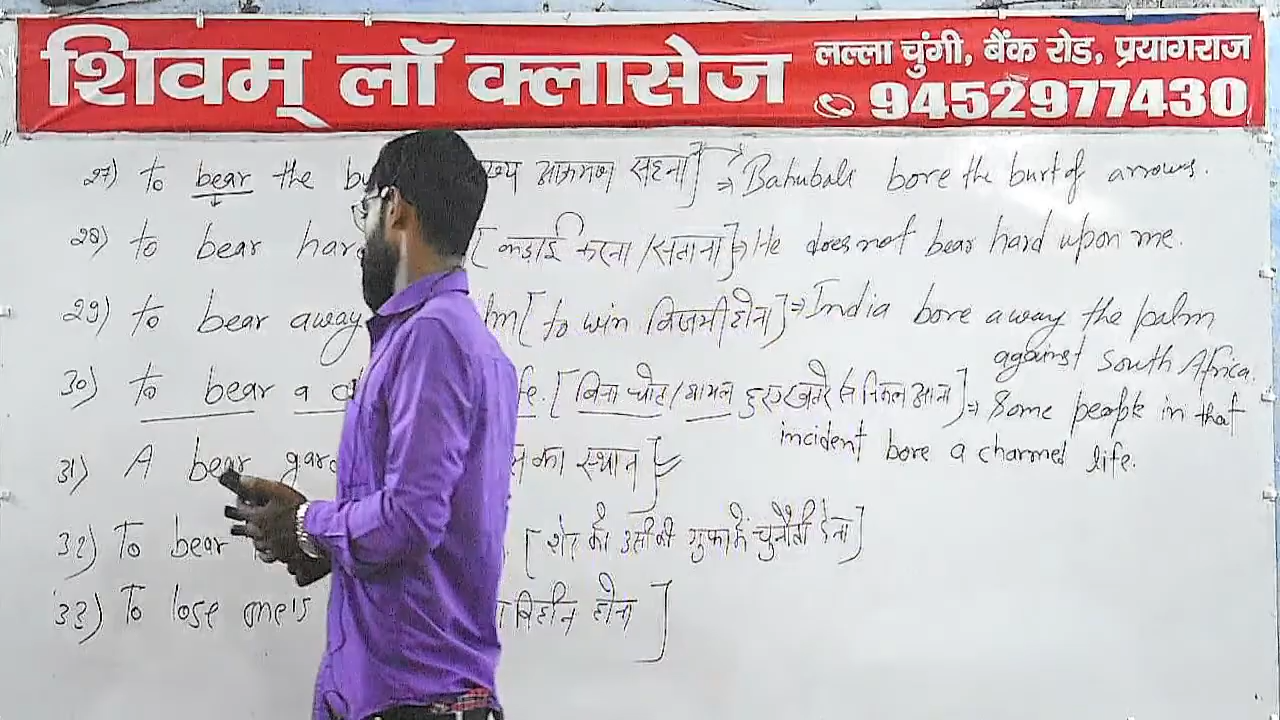 शिवम् लॉ क्लासेज
लल्ला चुंगी, बैंक रोड, प्रयागराज
9452977430
27) To bear the bu आक्रमण सहना] ⇒ Bahubali bore the burt of arrows.
28) To bear hard [कड़ाई करना /सताना] ⇒ He does not bear hard upon me.
29) To bear away lm [to win विजयी होना] ⇒ India bore away the palm
against South Africa.
30) To bear a fe. [बिना चोट/घायल हुए खतरे से निकल आना] ⇒ Some people in that
incident bore a charmed life.
31) A bear gard का स्थान]
32) To bear [शेर को उसी की गुफा में चुनौती देना]
33) To lose one's विहीन होना]